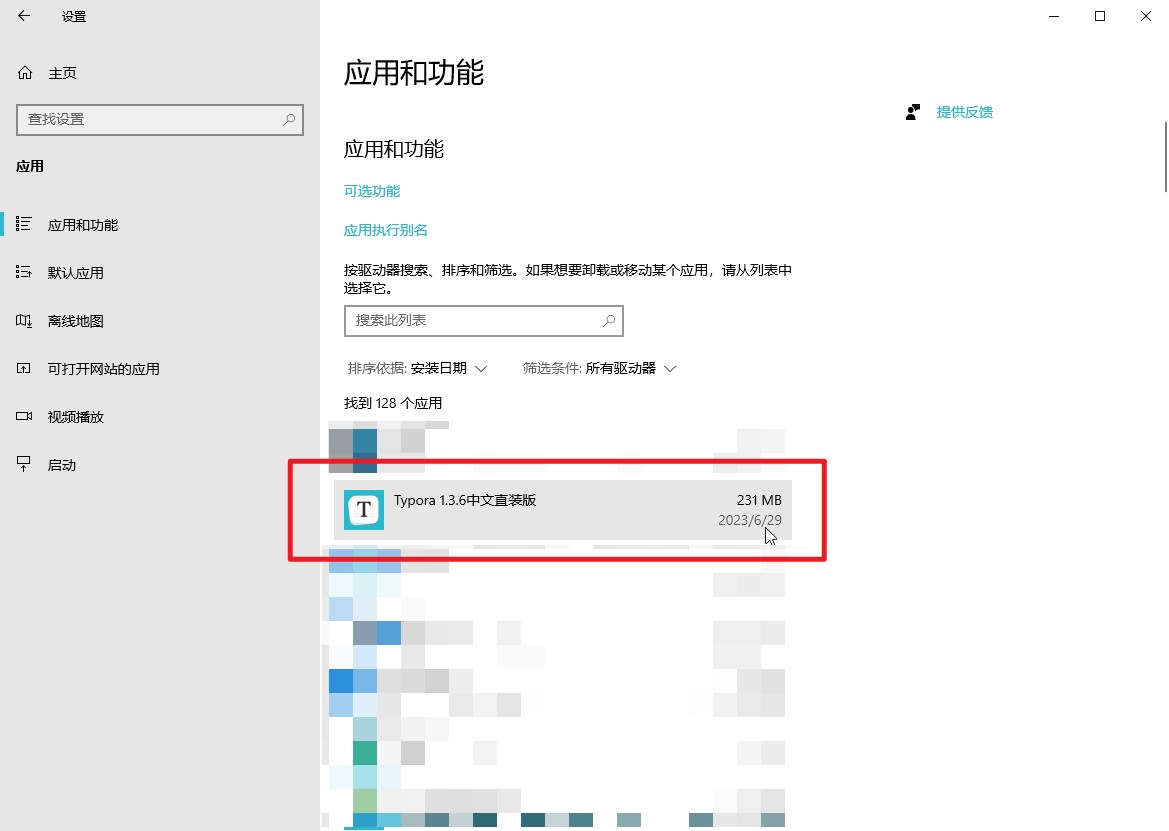 设置
主页
查找设置
应用
应用和功能
默认应用
离线地图
可打开网站的应用
视频播放
启动
应用和功能
提供反馈
应用和功能
可选功能
应用执行别名
按驱动器搜索、排序和筛选。如果想要卸载或移动某个应用，请从列表中
选择它。
搜索此列表
排序依据: 安装日期 筛选条件: 所有驱动器
找到 128 个应用
T
Typora 1.3.6中文直装版 231 MB
2023/6/29